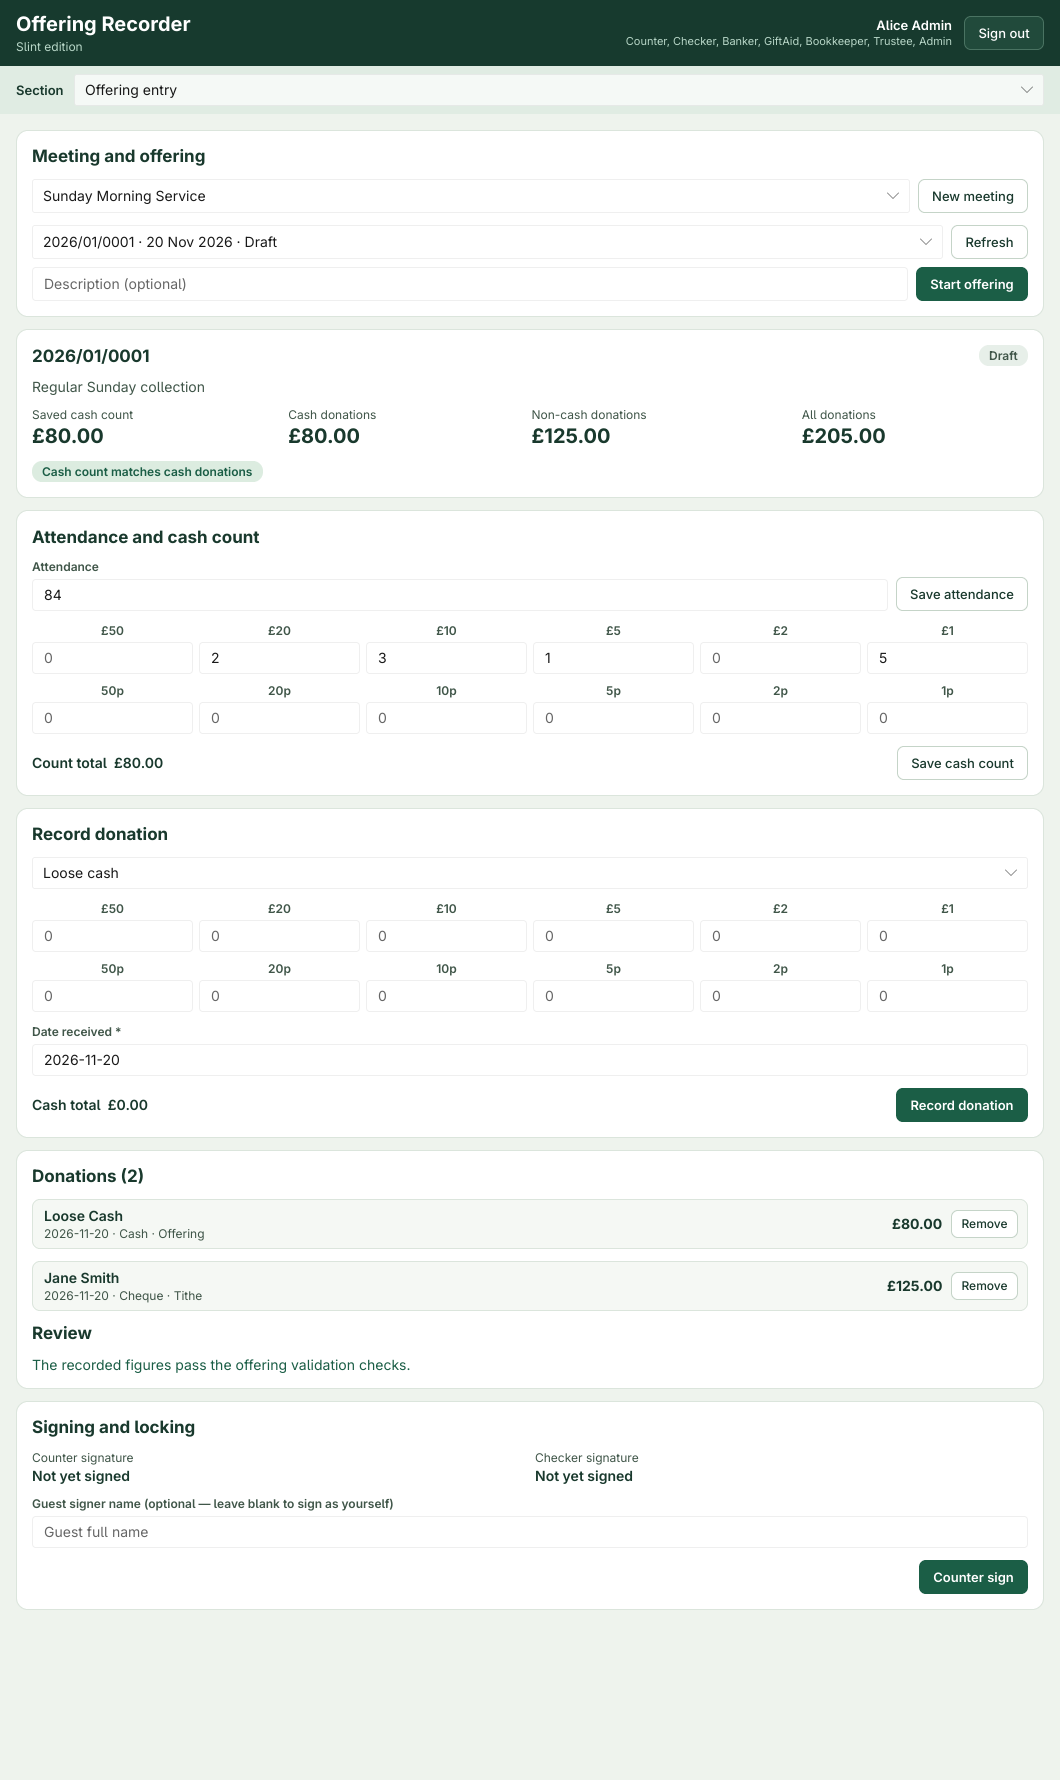 Offering Recorder
Slint edition
Alice Admin
Counter, Checker, Banker, GiftAid, Bookkeeper, Trustee, Admin
Sign out
Section
Offering entry
Meeting and offering
Sunday Morning Service
New meeting
2026/01/0001 · 20 Nov 2026 · Draft
Refresh
Description (optional)
Start offering
2026/01/0001
Draft
Regular Sunday collection
Saved cash count
Cash donations
Non-cash donations
All donations
£80.00
£80.00
£125.00
£205.00
Cash count matches cash donations
Attendance and cash count
Attendance
84
Save attendance
£50 £20 £10 £5 £2 £1
0 2 3 1 0 5
50p 20p 10p 5p 2p 1p
0 0 0 0 0 0
Count total £80.00
Save cash count
Record donation
Loose cash
£50 £20 £10 £5 £2 £1
0 0 0 0 0 0
50p 20p 10p 5p 2p 1p
0 0 0 0 0 0
Date received *
2026-11-20
Cash total £0.00
Record donation
Donations (2)
Loose Cash
2026-11-20 · Cash · Offering
£80.00
Remove
Jane Smith
2026-11-20 · Cheque · Tithe
£125.00
Remove
Review
The recorded figures pass the offering validation checks.
Signing and locking
Counter signature
Not yet signed
Checker signature
Not yet signed
Guest signer name (optional — leave blank to sign as yourself)
Guest full name
Counter sign